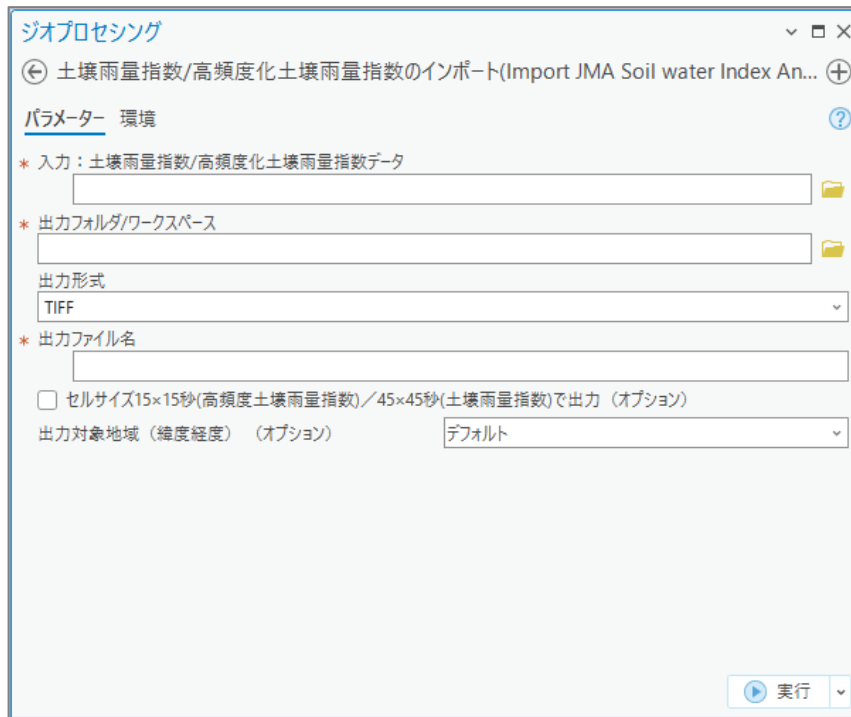 ジオプロセシング
土壌雨量指数/高頻度化土壌雨量指数のインポート(Import JMA Soil water Index An...
パラメーター 環境
* 入力：土壌雨量指数/高頻度化土壌雨量指数データ
* 出力フォルダ/ワークスペース
出力形式
TIFF
* 出力ファイル名
セルサイズ15×15秒(高頻度土壌雨量指数)／45×45秒(土壌雨量指数)で出力（オプション）
出力対象地域（緯度経度）（オプション） デフォルト
実行